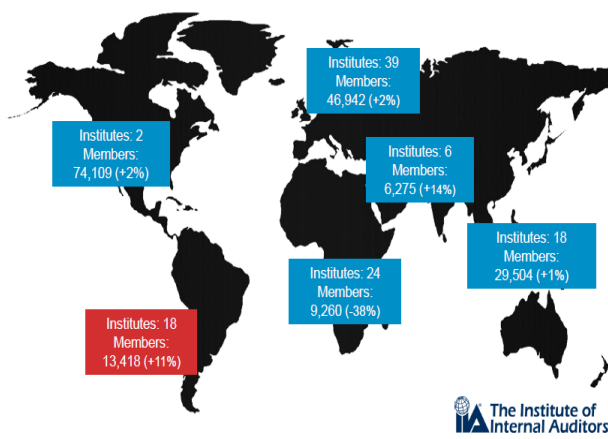 Institutes: 39
Members:
46,942 (+2%)
Institutes: 2
Members:
74,109 (+2%)
Institutes: 6
Members:
6,275 (+14%)
Institutes: 18
Members:
29,504 (+1%)
Institutes: 24
Members:
9,260 (-38%)
Institutes: 18
Members:
13,418 (+11%)
IIA The Institute of
Internal Auditors